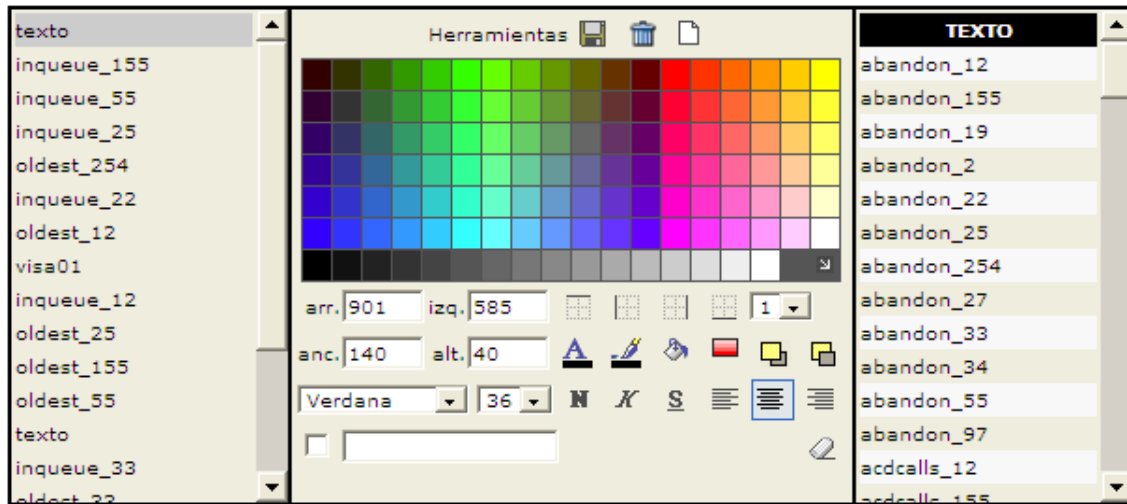 texto
inqueue_155
inqueue_55
inqueue_25
oldest_254
inqueue_22
oldest_12
visa01
inqueue_12
oldest_25
oldest_155
oldest_55
texto
inqueue_33
oldest_33
Herramientas
arr. 901 izq. 585 1
anc. 140 alt. 40 A
Verdana 36 N K S
TEXTO
abandon_12
abandon_155
abandon_19
abandon_2
abandon_22
abandon_25
abandon_254
abandon_27
abandon_33
abandon_34
abandon_55
abandon_97
acdcalls_12
acdcalls_155